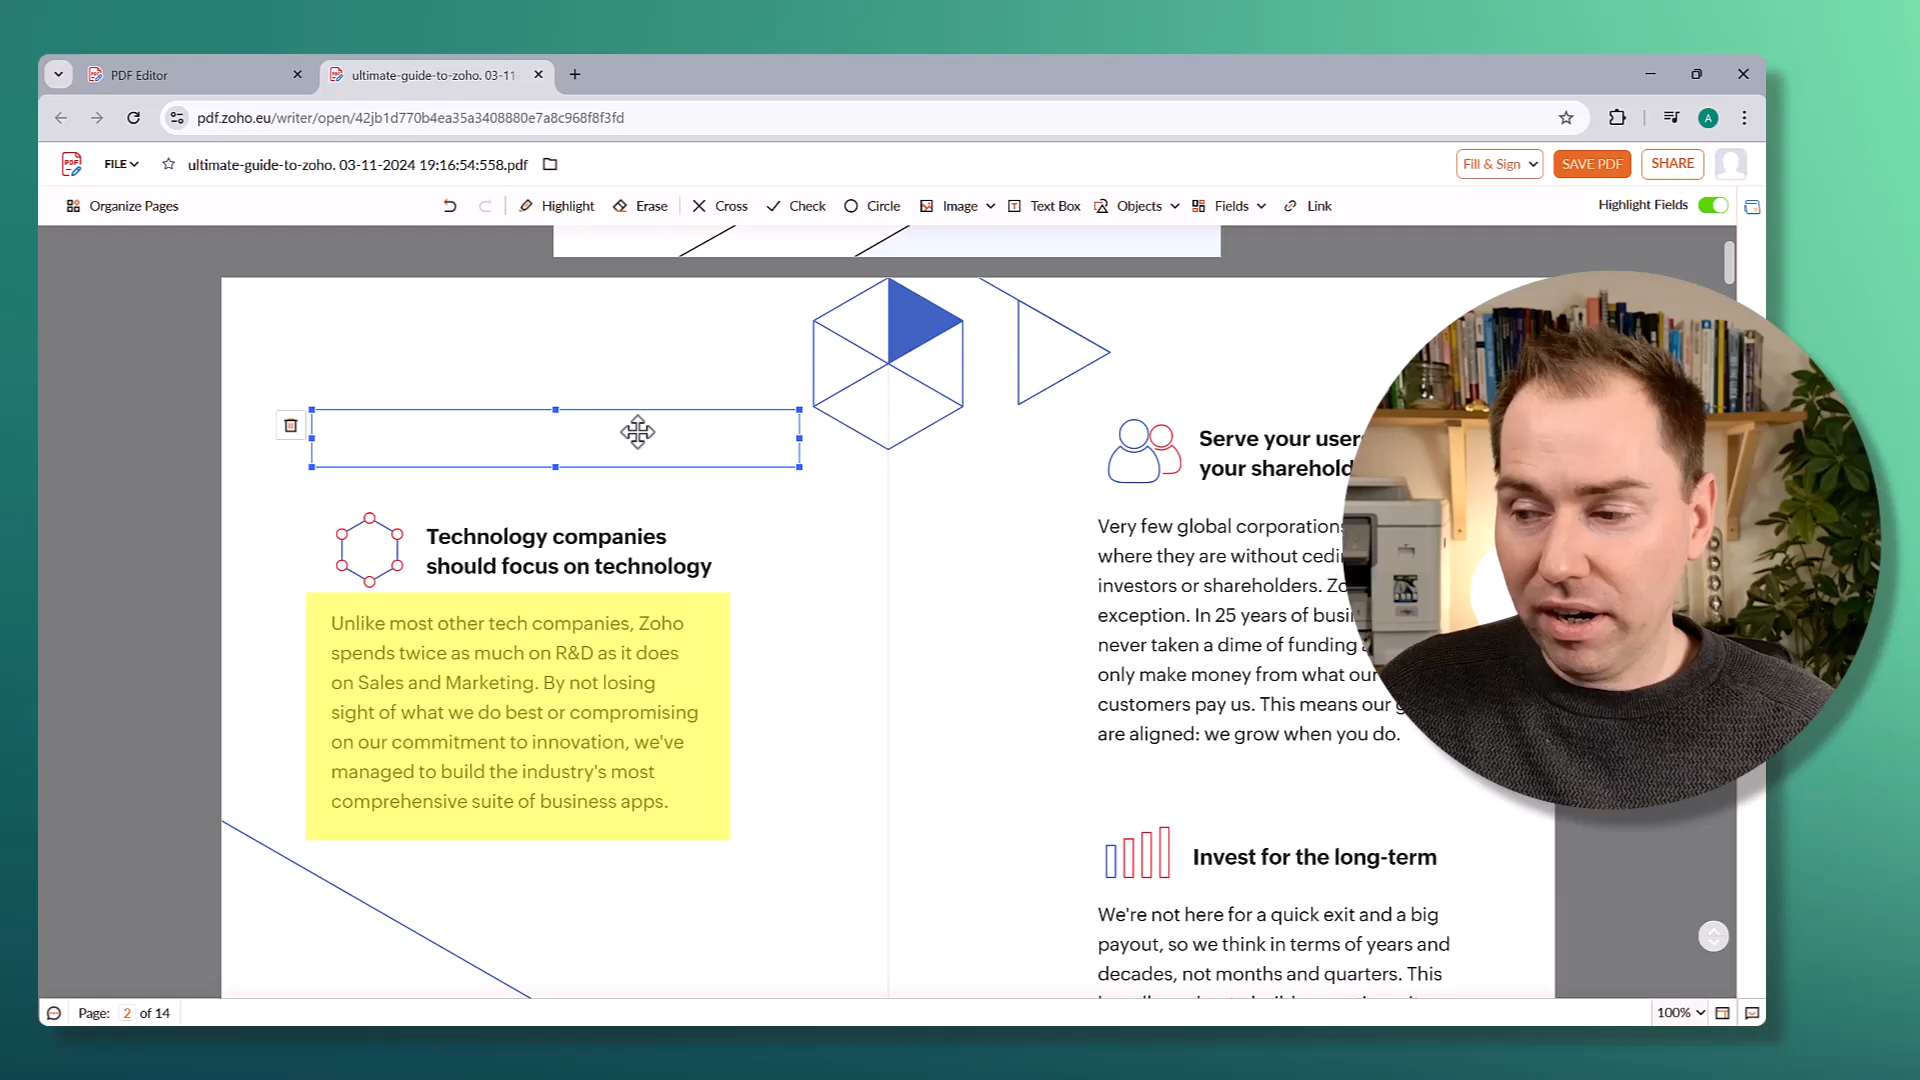 PDF Editor
ultimate-guide-to-zoho. 03-11-
pdf.zoho.eu/writer/open/42jb1d770b4ea35a3408880e7a8c968f8f3fd
A
PDF
FILE
ultimate-guide-to-zoho. 03-11-2024 19:16:54:558.pdf
Fill & Sign
SAVE PDF
SHARE
Organize Pages
Highlight
Erase
Cross
Check
Circle
Image
Text Box
Objects
Fields
Link
Highlight Fields
Technology companies
should focus on technology
Unlike most other tech companies, Zoho
spends twice as much on R&D as it does
on Sales and Marketing. By not losing
sight of what we do best or compromising
on our commitment to innovation, we've
managed to build the industry's most
comprehensive suite of business apps.
Serve your users
your
Very few global corporations
where they are without
investors or shareholders.
exception. In 25 years of
never taken a dime of funding
only make money from what our
customers pay us. This means our
are aligned: we grow when you do.
Invest for the long-term
We're not here for a quick exit and a big
payout, so we think in terms of years and
decades, not months and quarters. This
Page: 2 of 14
100%